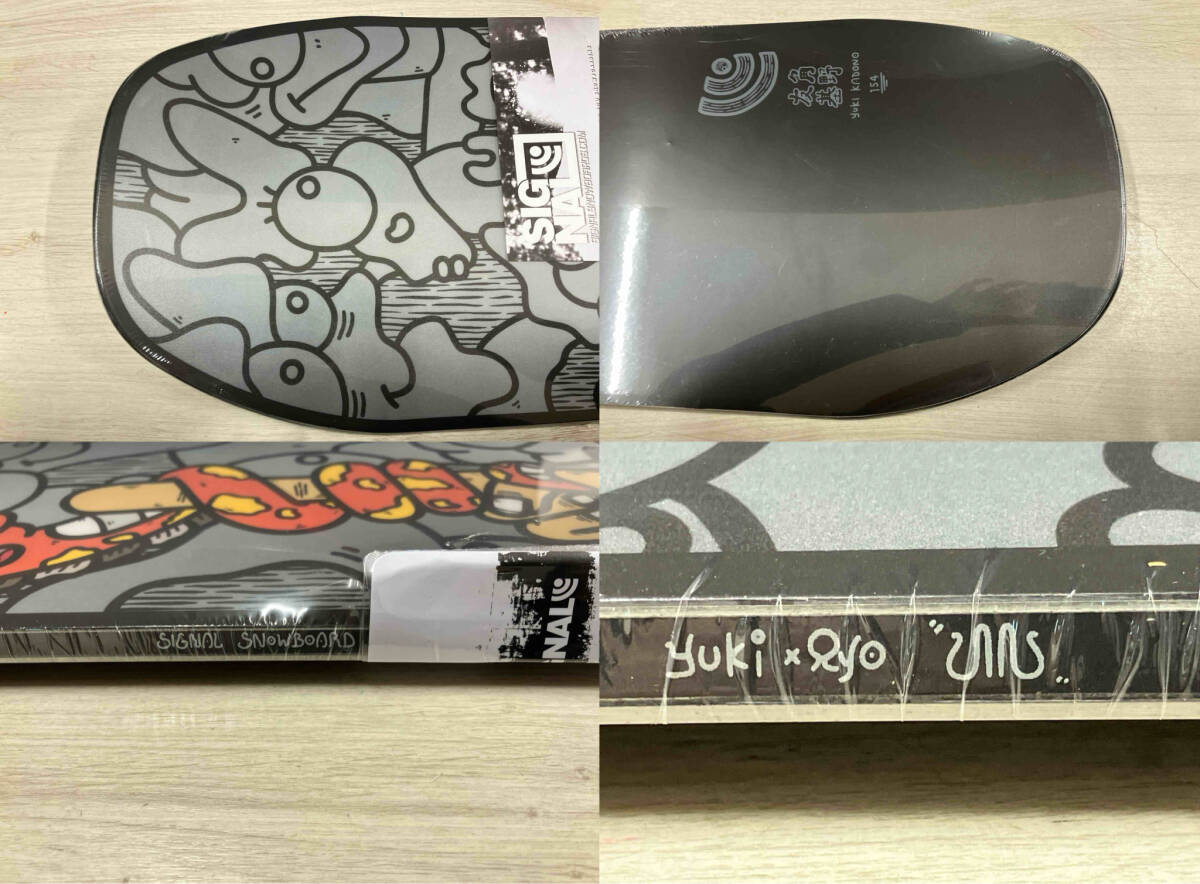 SIG
NAL
SIGNALSNOWBOARDS.COM
角野
友基
YUKI KADONO
154
SIGNAL SNOWBOARD
NAL
yuki x Ryo